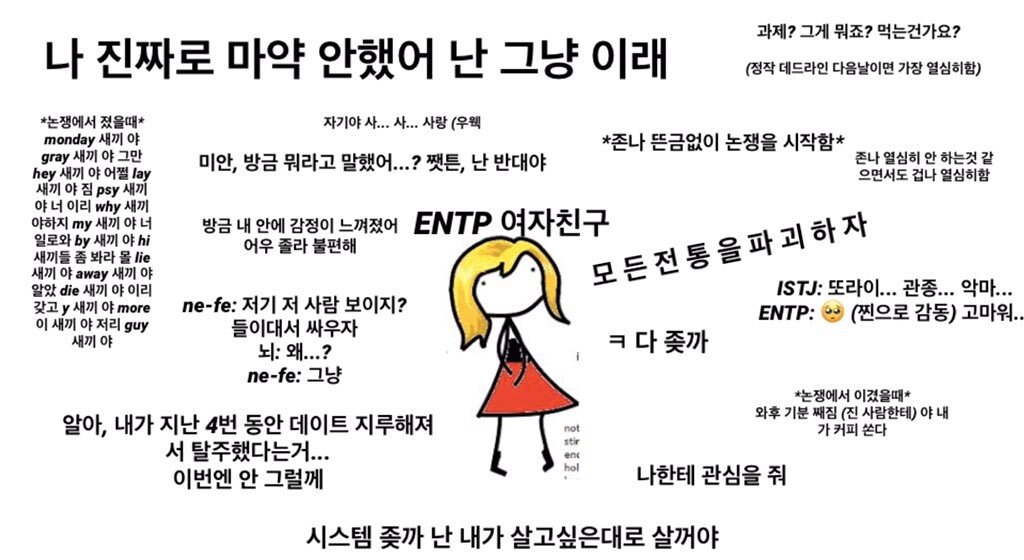 나 진짜로 마약 안했어 난 그냥 이래
과제? 그게 뭐죠? 먹는건가요?
(정작 데드라인 다음날이면 가장 열심히함)
*논쟁에서 졌을때*
monday 새끼 야
gray 새끼 야 그만
hey 새끼 야 어쩔 lay
새끼 야 짐 psy 새끼
야 너 이리 why 새끼
야하지 my 새끼 야 너
일로와 by 새끼 야 hi
새끼들 좀 봐라 몰 lie
새끼 야 away 새끼 야
알았 die 새끼 야 이리
갖고 y 새끼 야 more
이 새끼 야 저리 guy
새끼 야
자기야 사... 사... 사랑 (우웩
미안, 방금 뭐라고 말했어...? 쨋튼, 난 반대야
*존나 뜬금없이 논쟁을 시작함*
존나 열심히 안 하는것 같
으면서도 겁나 열심히함
방금 내 안에 감정이 느껴졌어
어우 졸라 불편해
ENTP 여자친구
모든전통을파괴하자
ne-fe: 저기 저 사람 보이지?
들이대서 싸우자
뇌: 왜...?
ne-fe: 그냥
ISTJ: 또라이... 관종... 악마...
ENTP: 🥺 (찐으로 감동) 고마워..
ㅋ 다 좆까
알아, 내가 지난 4번 동안 데이트 지루해져
서 탈주했다는거...
이번엔 안 그럴께
*논쟁에서 이겼을때*
와후 기분 째짐 (진 사람한테) 야 내
가 커피 쏜다
not
stir
enc
hol
나한테 관심을 줘
시스템 좆까 난 내가 살고싶은대로 살꺼야